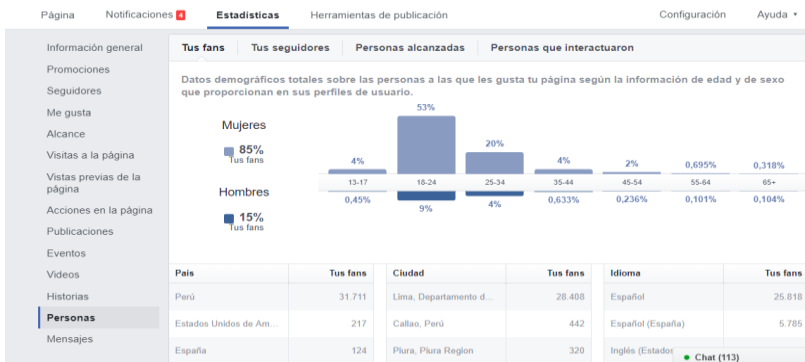 Página Notificaciones 4 Estadísticas Herramientas de publicación Configuración Ayuda
Información general
Promociones
Seguidores
Me gusta
Alcance
Visitas a la página
Vistas previas de la
página
Acciones en la página
Publicaciones
Eventos
Videos
Historias
Personas
Mensajes
Tus fans Tus seguidores Personas alcanzadas Personas que interactuaron
Datos demográficos totales sobre las personas a las que les gusta tu página según la información de edad y de sexo
que proporcionan en sus perfiles de usuario.
Mujeres
85%
Tus fans
4% 53% 20% 4% 2% 0,695% 0,318%
13-17 18-24 25-34 35-44 45-54 55-64 65+
Hombres
15%
Tus fans
0,45% 9% 4% 0,633% 0,236% 0,101% 0,104%
País Tus fans Ciudad Tus fans Idioma Tus fans
Perú 31.711 Lima, Departamento d... 28.408 Español 25.818
Estados Unidos de Am... 217 Callao, Perú 442 Español (España) 5.785
España 124 Piura, Piura Region 320 Inglés (Estados
Chat (113)